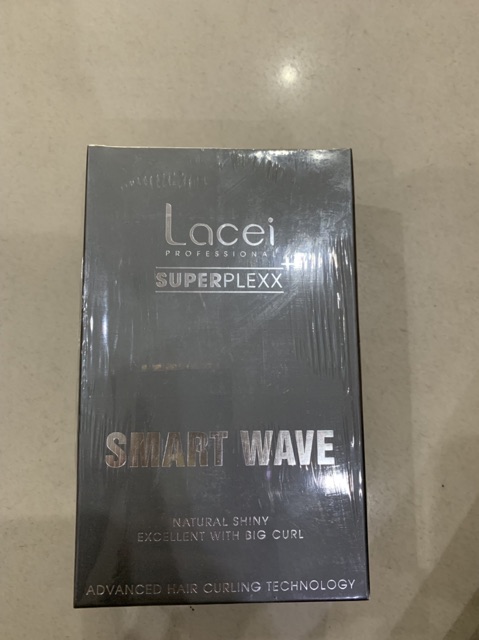 Lacei
PROFESSIONAL
SUPERPLEXX+
SMART WAVE
NATURAL SHINY
EXCELLENT WITH BIG CURL
ADVANCED HAIR CURLING TECHNOLOGY